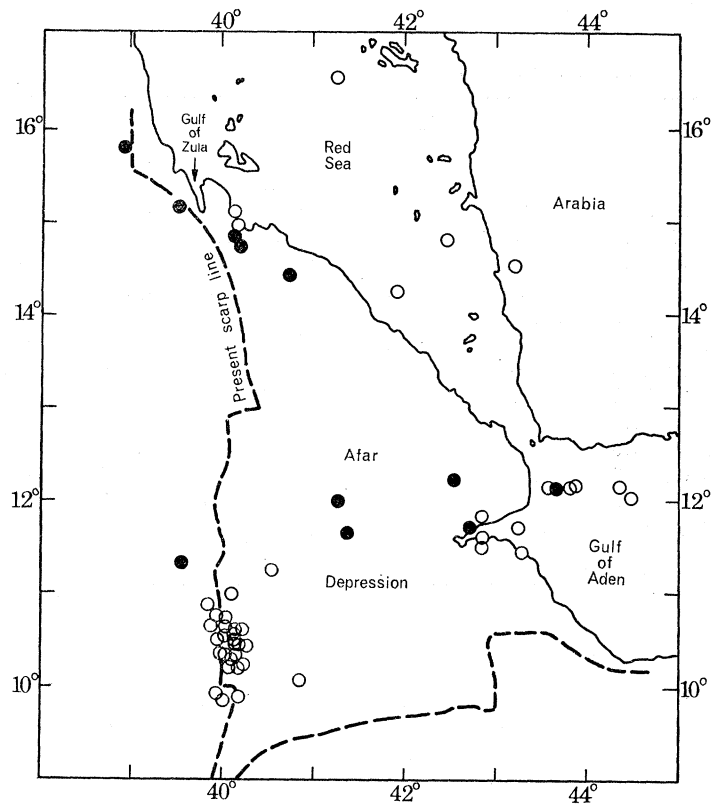 40°
42°
44°
16°
16°
Gulf
of
Zula
Red
Sea
Arabia
14°
14°
Present scarp line
Afar
12°
12°
Gulf
of
Aden
Depression
10°
10°
40°
42°
44°